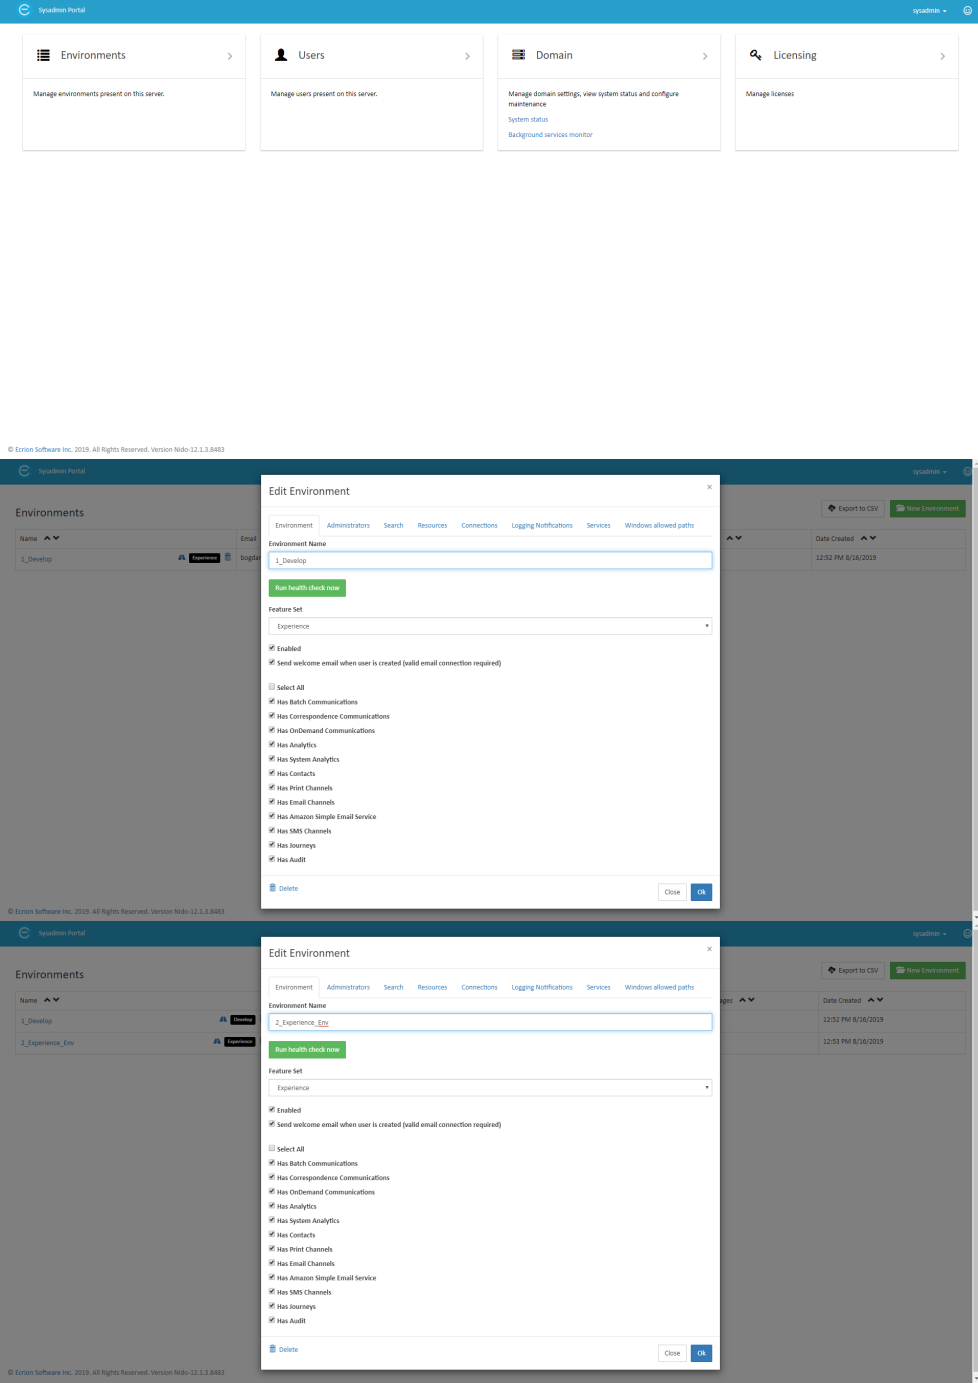 Sysadmin Portal
sysadmin
Environments
Manage environments present on this server.
Users
Manage users present on this server.
Domain
Manage domain settings, view system status and configure
maintenance
System status
Background services monitor
Licensing
Manage licenses
© Ecrion Software Inc. 2019. All Rights Reserved. Version Nido-12.1.3.8483
Sysadmin Portal
sysadmin
Environments
Export to CSV
New Environment
Name
Email
Date Created
1_Develop
Experience
bogdan
12:52 PM 8/16/2019
Edit Environment
×
Environment Administrators Search Resources Connections Logging Notifications Services Windows allowed paths
Environment Name
1_Develop
Run health check now
Feature Set
Experience
Enabled
Send welcome email when user is created (valid email connection required)
Select All
Has Batch Communications
Has Correspondence Communications
Has OnDemand Communications
Has Analytics
Has System Analytics
Has Contacts
Has Print Channels
Has Email Channels
Has Amazon Simple Email Service
Has SMS Channels
Has Journeys
Has Audit
Delete
Close
Ok
© Ecrion Software Inc. 2019. All Rights Reserved. Version Nido-12.1.3.8483
Sysadmin Portal
sysadmin
Environments
Export to CSV
New Environment
Name
ages
Date Created
1_Develop
Develop
12:52 PM 8/16/2019
2_Experience_Env
Experience
12:53 PM 8/16/2019
Edit Environment
×
Environment Administrators Search Resources Connections Logging Notifications Services Windows allowed paths
Environment Name
2_Experience_Env
Run health check now
Feature Set
Experience
Enabled
Send welcome email when user is created (valid email connection required)
Select All
Has Batch Communications
Has Correspondence Communications
Has OnDemand Communications
Has Analytics
Has System Analytics
Has Contacts
Has Print Channels
Has Email Channels
Has Amazon Simple Email Service
Has SMS Channels
Has Journeys
Has Audit
Delete
Close
Ok
© Ecrion Software Inc. 2019. All Rights Reserved. Version Nido-12.1.3.8483